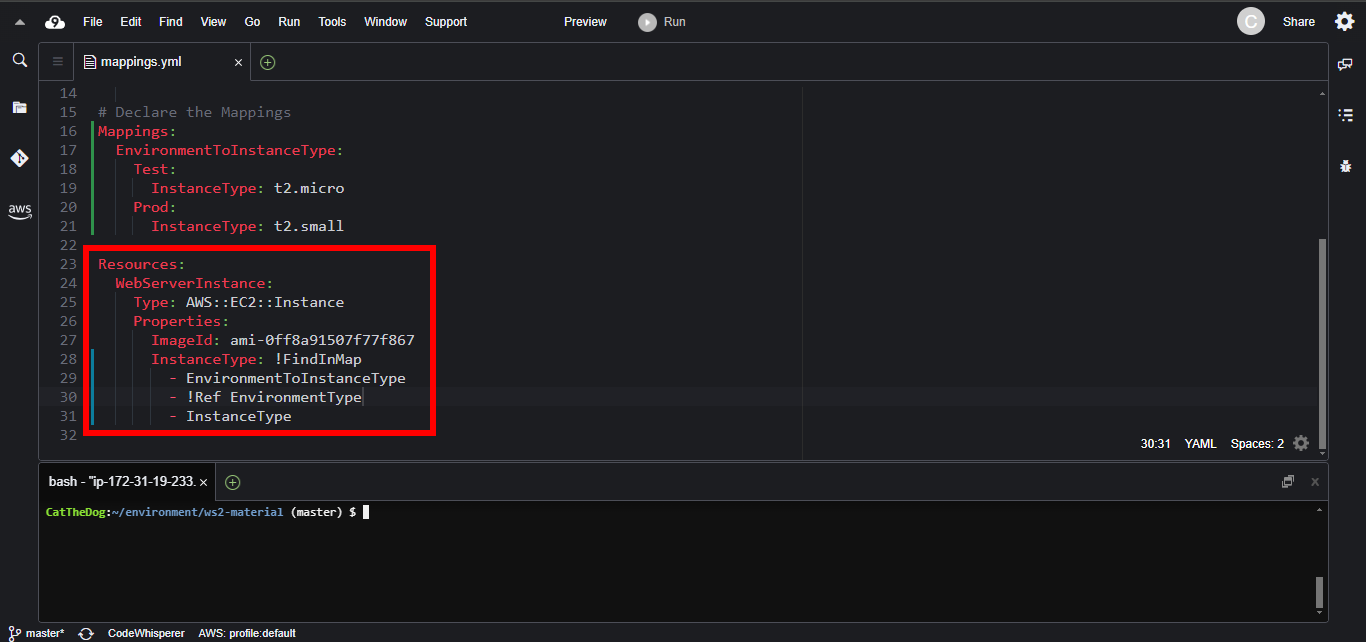 File Edit Find View Go Run Tools Window Support Preview Run C Share
mappings.yml
14
15 # Declare the Mappings
16 Mappings:
17 EnvironmentToInstanceType:
18 Test:
19 InstanceType: t2.micro
20 Prod:
21 InstanceType: t2.small
22
23 Resources:
24 WebServerInstance:
25 Type: AWS::EC2::Instance
26 Properties:
27 ImageId: ami-0ff8a91507f77f867
28 InstanceType: !FindInMap
29 - EnvironmentToInstanceType
30 - !Ref EnvironmentType
31 - InstanceType
32
aws
30:31 YAML Spaces: 2
bash - "ip-172-31-19-233.
CatTheDog:~/environment/ws2-material (master) $
master* CodeWhisperer AWS: profile:default